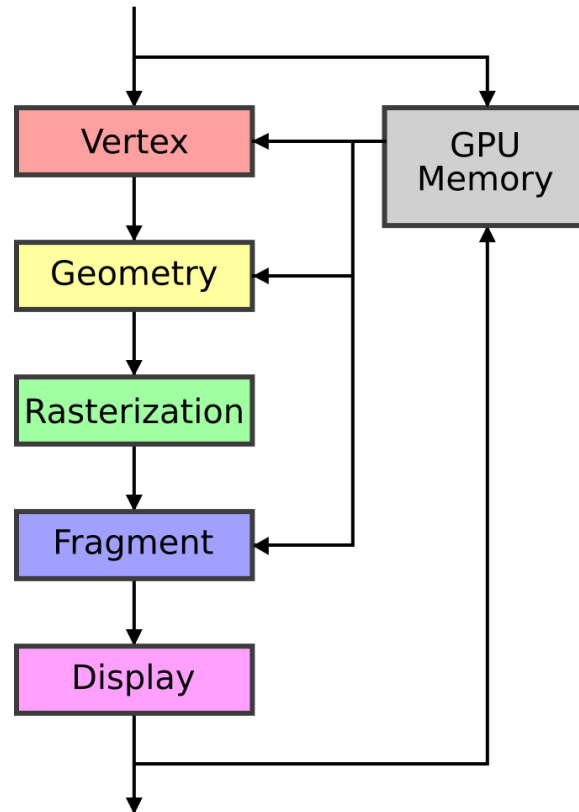 Vertex
GPU
Memory
Geometry
Rasterization
Fragment
Display